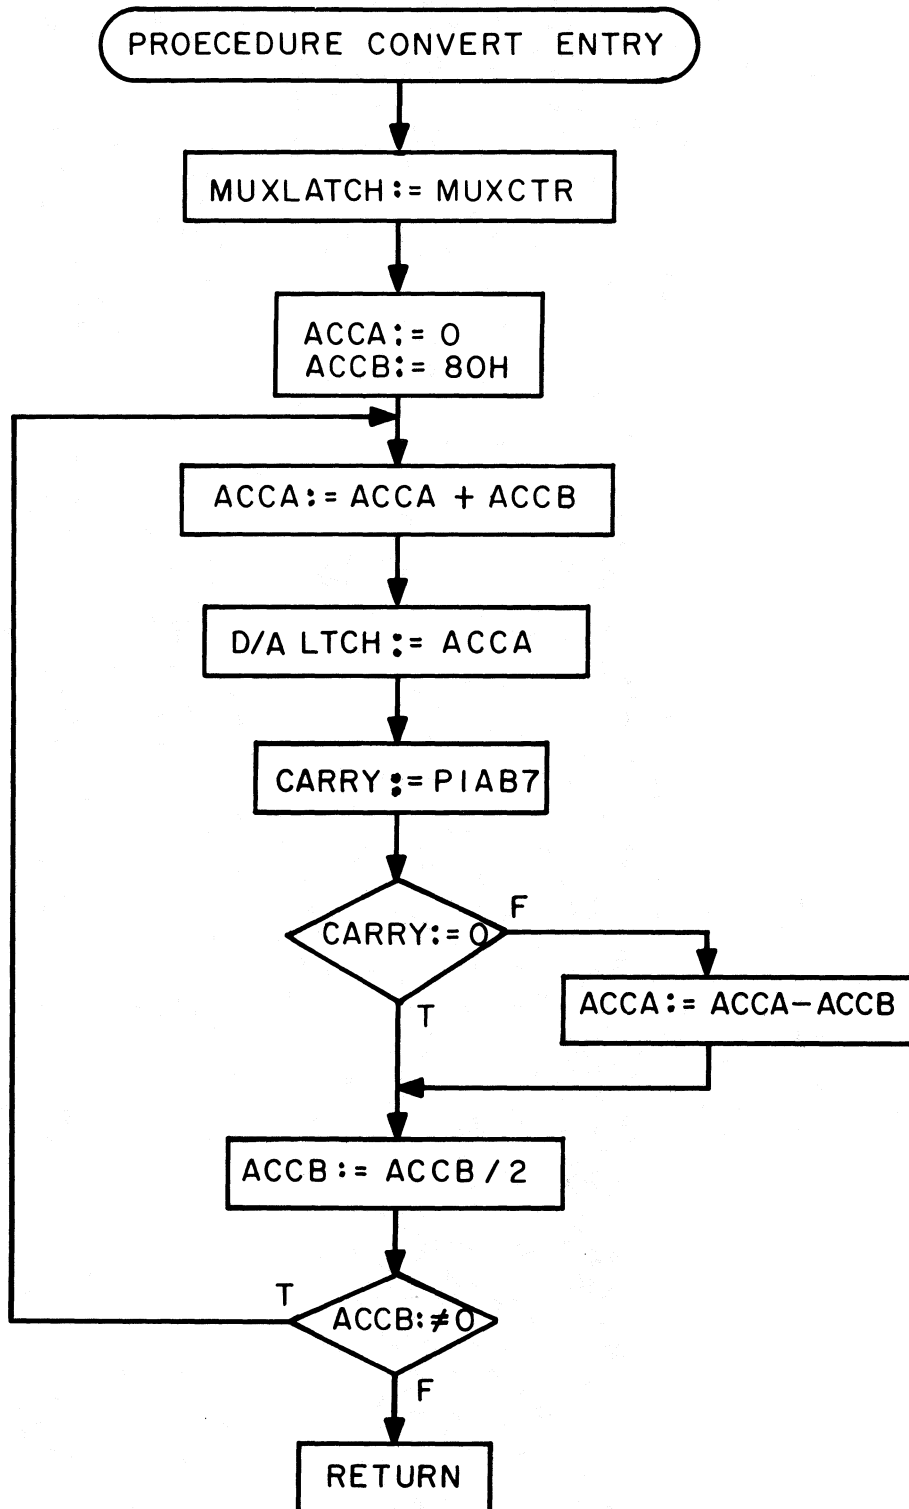 PROECEDURE CONVERT ENTRY
MUXLATCH:= MUXCTR
ACCA:= 0
ACCB:= 80H
ACCA:= ACCA + ACCB
D/A LTCH:= ACCA
CARRY:= PIAB7
CARRY:= 0
F
T
ACCA:= ACCA-ACCB
ACCB:= ACCB/2
T
ACCB:≠0
F
RETURN